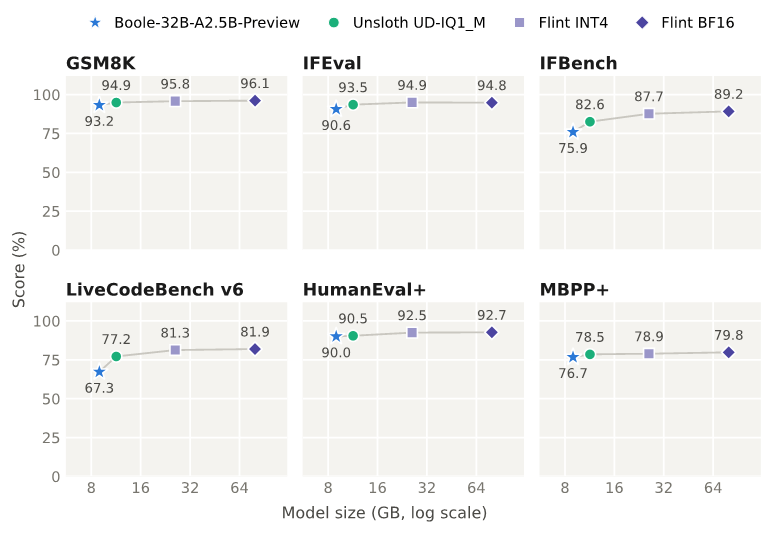 Boole-32B-A2.5B-Preview Unsloth UD-IQ1_M Flint INT4 Flint BF16
GSM8K IFEval IFBench
100 93.2 94.9 95.8 96.1 90.6 93.5 94.9 94.8 75.9 82.6 87.7 89.2
75
50
25
0
Score (%)
LiveCodeBench v6 HumanEval+ MBPP+
100 67.3 77.2 81.3 81.9 90.0 90.5 92.5 92.7 76.7 78.5 78.9 79.8
75
50
25
0
8 16 32 64 8 16 32 64 8 16 32 64
Model size (GB, log scale)